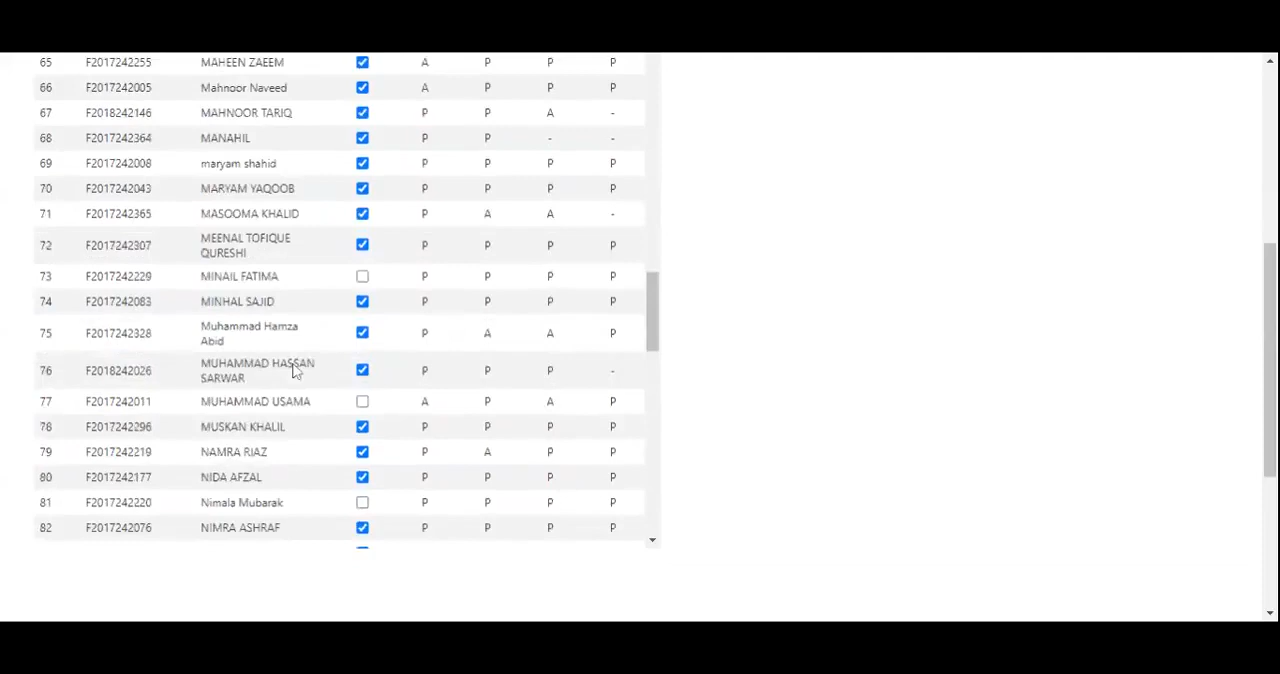 65 F2017242255 MAHEEN ZAEEM A P P P
66 F2017242005 Mahnoor Naveed A P P P
67 F2018242146 MAHNOOR TARIQ P P A -
68 F2017242364 MANAHIL P P - -
69 F2017242008 maryam shahid P P P P
70 F2017242043 MARYAM YAQOOB P P P P
71 F2017242365 MASOOMA KHALID P A A -
72 F2017242307 MEENAL TOFIQUE P P P P
QURESHI
73 F2017242229 MINAIL FATIMA P P P P
74 F2017242083 MINHAL SAJID P P P P
75 F2017242328 Muhammad Hamza P A A P
Abid
76 F2018242026 MUHAMMAD HASSAN P P P -
SARWAR
77 F2017242011 MUHAMMAD USAMA A P A P
78 F2017242296 MUSKAN KHALIL P P P P
79 F2017242219 NAMRA RIAZ P A P P
80 F2017242177 NIDA AFZAL P P P P
81 F2017242220 Nimala Mubarak P P P P
82 F2017242076 NIMRA ASHRAF P P P P